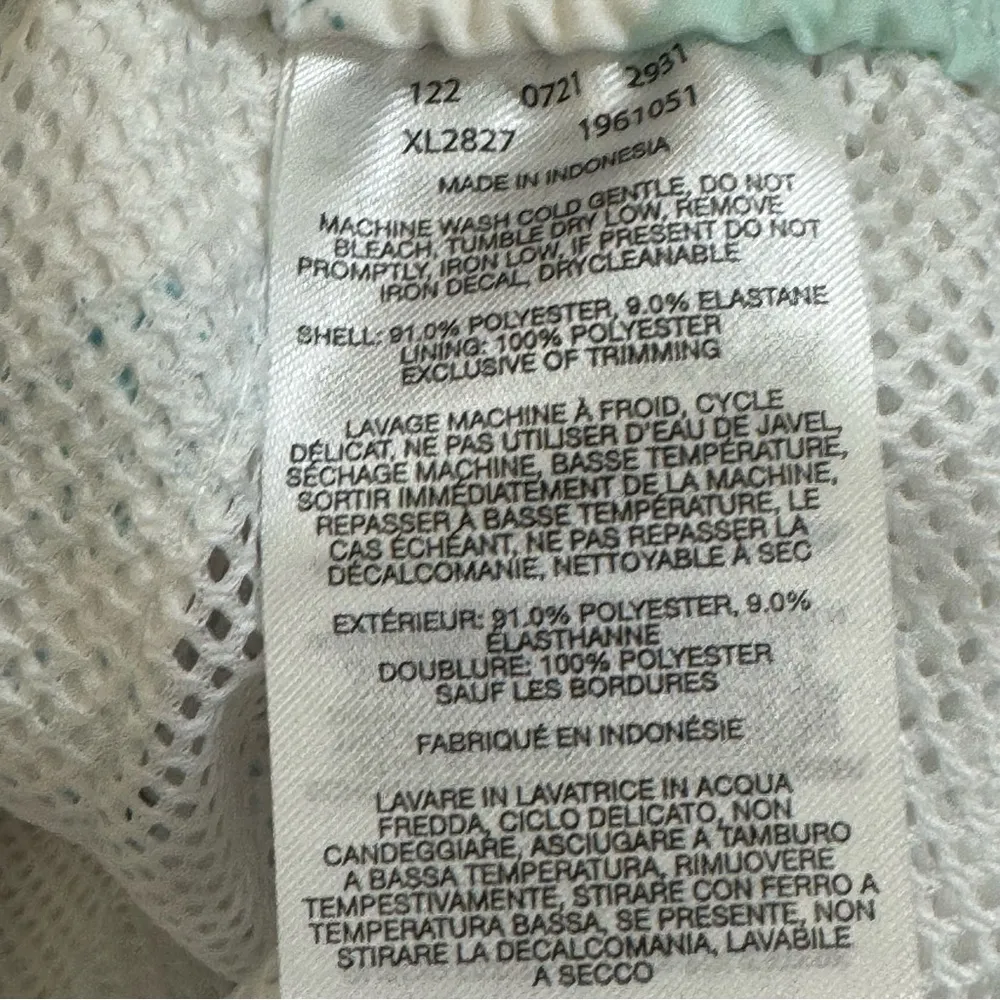 122 0721 2931
XL2827 1961051
MADE IN INDONESIA
MACHINE WASH COLD GENTLE, DO NOT
BLEACH, TUMBLE DRY LOW, REMOVE
PROMPTLY, IRON LOW, IF PRESENT DO NOT
IRON DECAL, DRYCLEANABLE
SHELL: 91.0% POLYESTER, 9.0% ELASTANE
LINING: 100% POLYESTER
EXCLUSIVE OF TRIMMING
LAVAGE MACHINE À FROID, CYCLE
DÉLICAT, NE PAS UTILISER D'EAU DE JAVEL,
SÉCHAGE MACHINE, BASSE TEMPÉRATURE,
SORTIR IMMÉDIATEMENT DE LA MACHINE,
REPASSER À BASSE TEMPÉRATURE, LE
CAS ÉCHÉANT, NE PAS REPASSER LA
DÉCALCOMANIE, NETTOYABLE À SEC
EXTÉRIEUR: 91.0% POLYESTER, 9.0%
ÉLASTHANNE
DOUBLURE: 100% POLYESTER
SAUF LES BORDURES
FABRIQUÉ EN INDONÉSIE
LAVARE IN LAVATRICE IN ACQUA
FREDDA, CICLO DELICATO, NON
CANDEGGIARE, ASCIUGARE A TAMBURO
A BASSA TEMPERATURA, RIMUOVERE
TEMPESTIVAMENTE, STIRARE CON FERRO A
TEMPERATURA BASSA, SE PRESENTE, NON
STIRARE LA DECALCOMANIA, LAVABILE
A SECCO